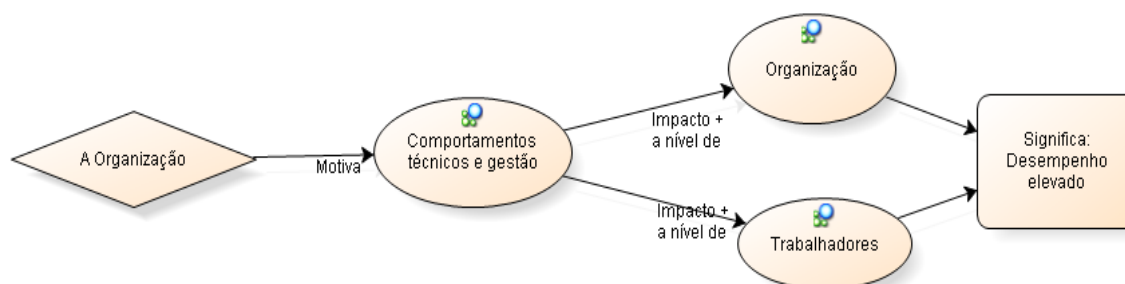 A Organização
Motiva
Comportamentos
técnicos e gestão
Impacto +
a nível de
Organização
Impacto +
a nível de
Trabalhadores
Significa:
Desempenho
elevado